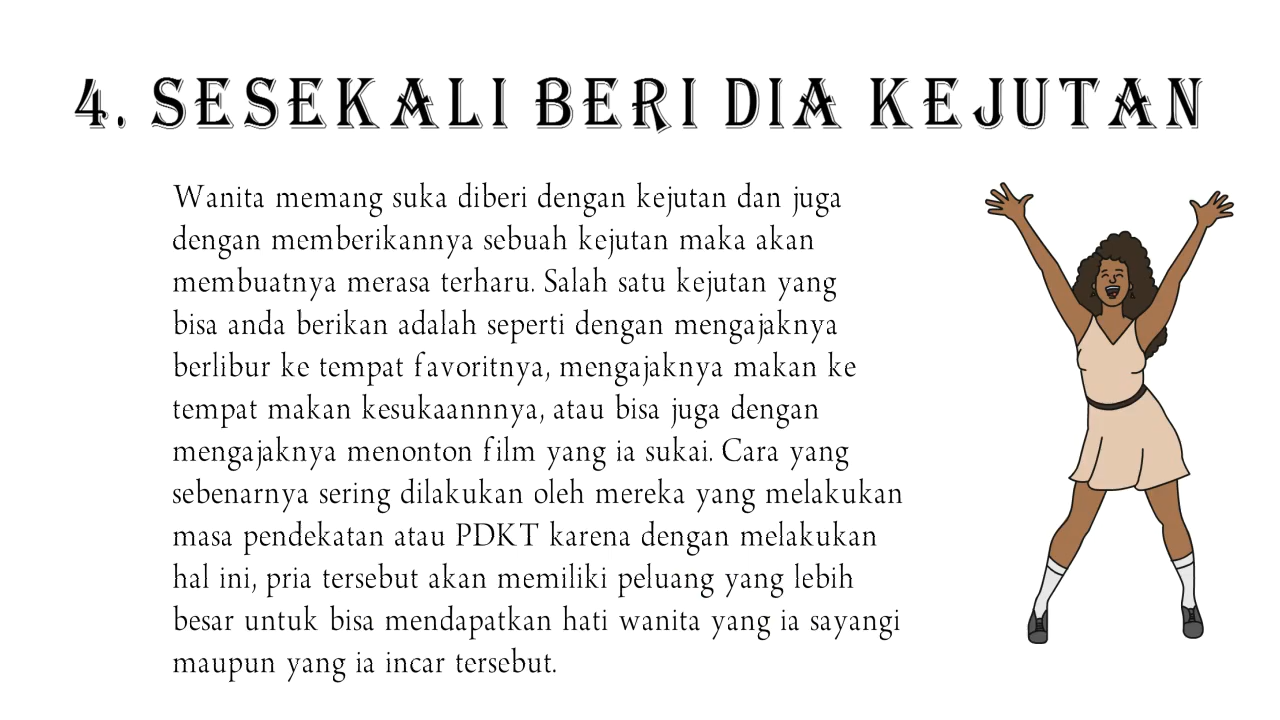 4. SESEKALI BERI DIA KEJUTAN
Wanita memang suka diberi dengan kejutan dan juga
dengan memberikannya sebuah kejutan maka akan
membuatnya merasa terharu. Salah satu kejutan yang
bisa anda berikan adalah seperti dengan mengajaknya
berlibur ke tempat favoritnya, mengajaknya makan ke
tempat makan kesukaannnya, atau bisa juga dengan
mengajaknya menonton film yang ia sukai. Cara yang
sebenarnya sering dilakukan oleh mereka yang melakukan
masa pendekatan atau PDKT karena dengan melakukan
hal ini, pria tersebut akan memiliki peluang yang lebih
besar untuk bisa mendapatkan hati wanita yang ia sayangi
maupun yang ia incar tersebut.